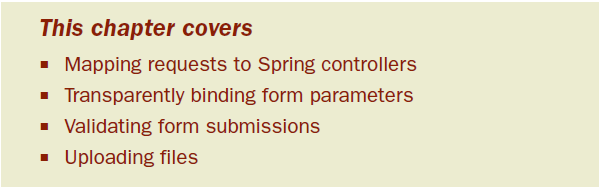 This chapter covers
▪ Mapping requests to Spring controllers
▪ Transparently binding form parameters
▪ Validating form submissions
▪ Uploading files